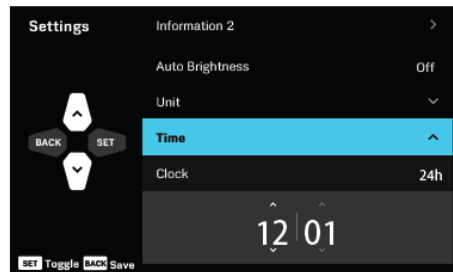 Settings
Information 2
Auto Brightness Off
Unit
BACK SET
Time
Clock 24h
12 01
SET Toggle BACK Save